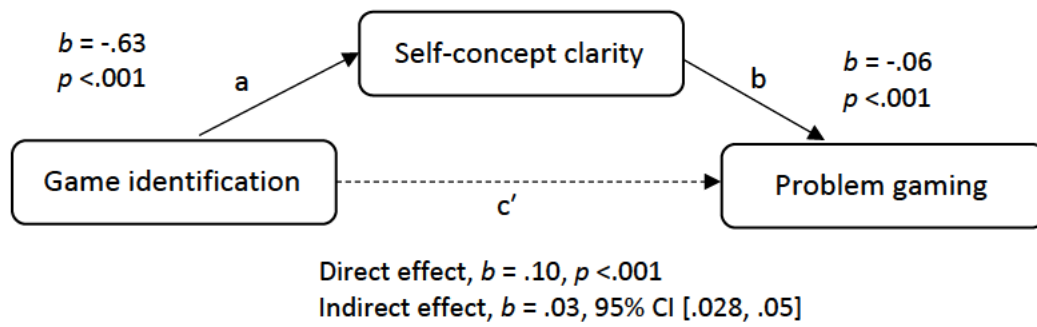 b = -.63
p <.001
a
Self-concept clarity
b
b = -.06
p <.001
Game identification
c′
Problem gaming
Direct effect, b = .10, p <.001
Indirect effect, b = .03, 95% CI [.028, .05]